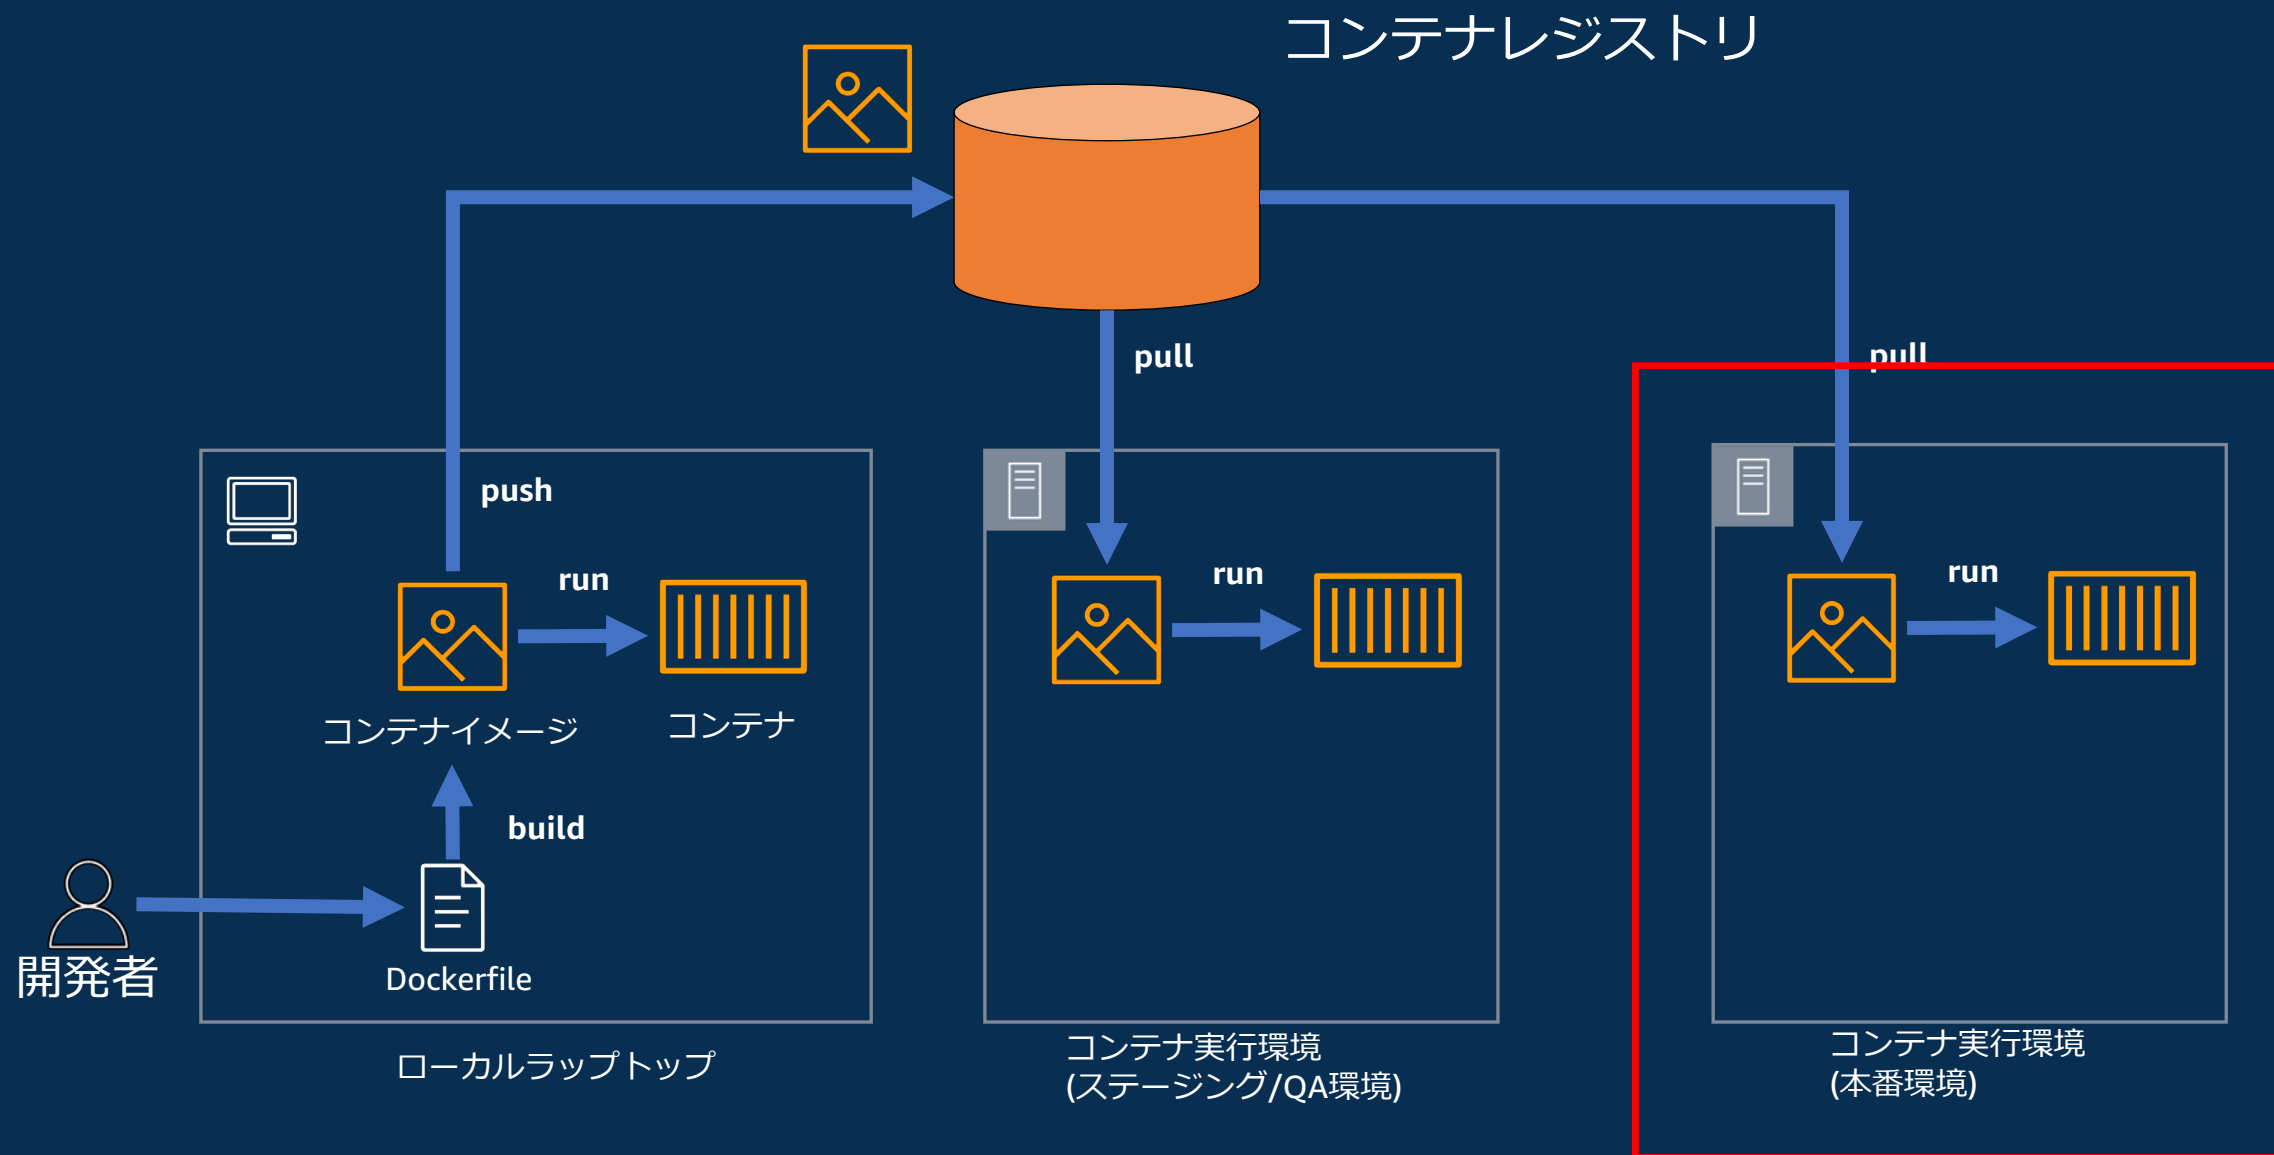 コンテナレジストリ
pull
pull
push
run
run
run
コンテナイメージ
コンテナ
build
開発者
Dockerfile
ローカルラップトップ
コンテナ実行環境
(ステージング/QA環境)
コンテナ実行環境
(本番環境)